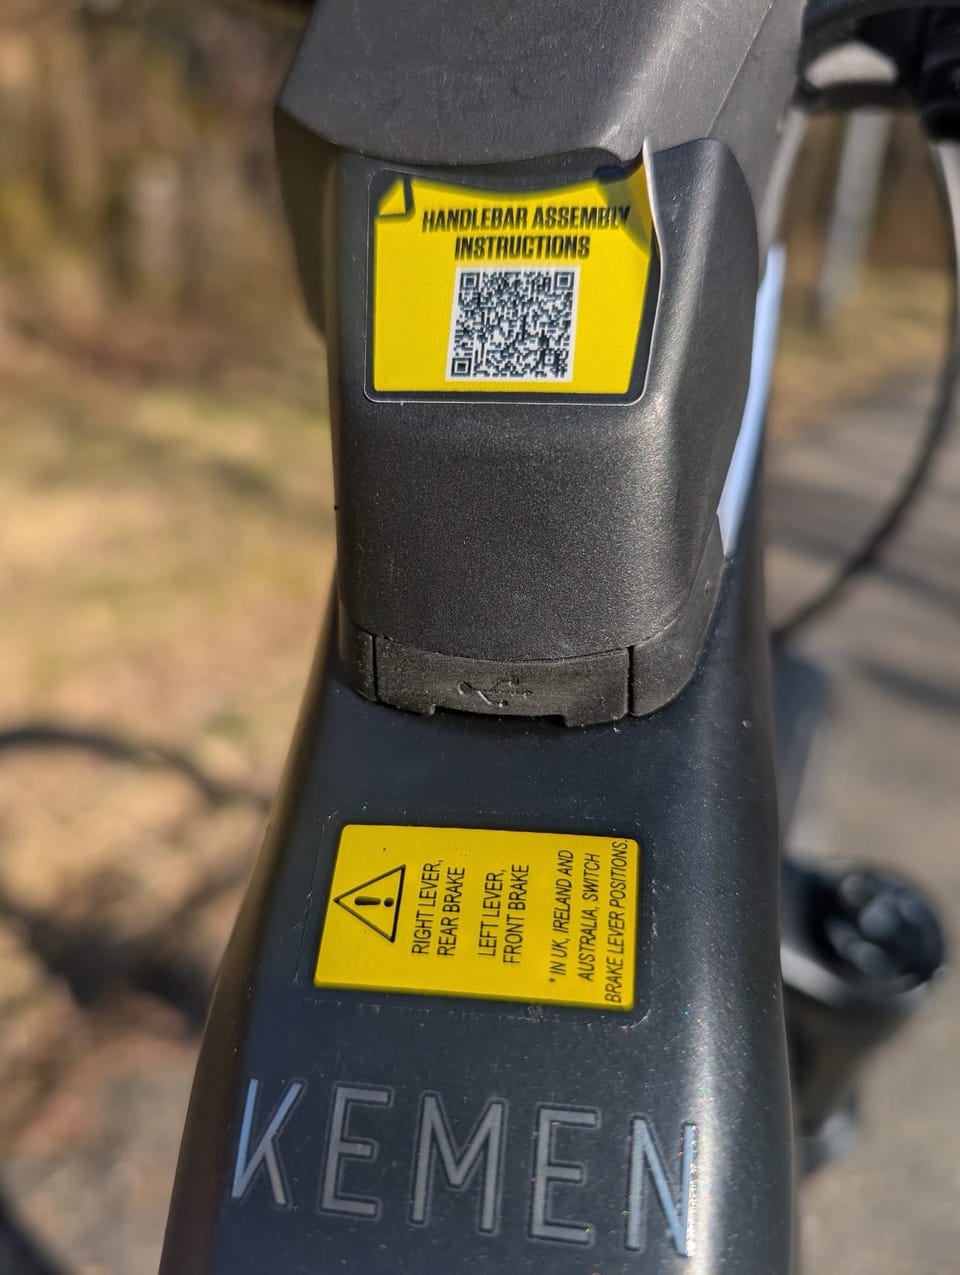 HANDLEBAR ASSEMBLY
INSTRUCTIONS
RIGHT LEVER,
REAR BRAKE
LEFT LEVER,
FRONT BRAKE
*IN UK, IRELAND AND
AUSTRALIA, SWITCH
BRAKE LEVER POSITIONS.
KEMEN